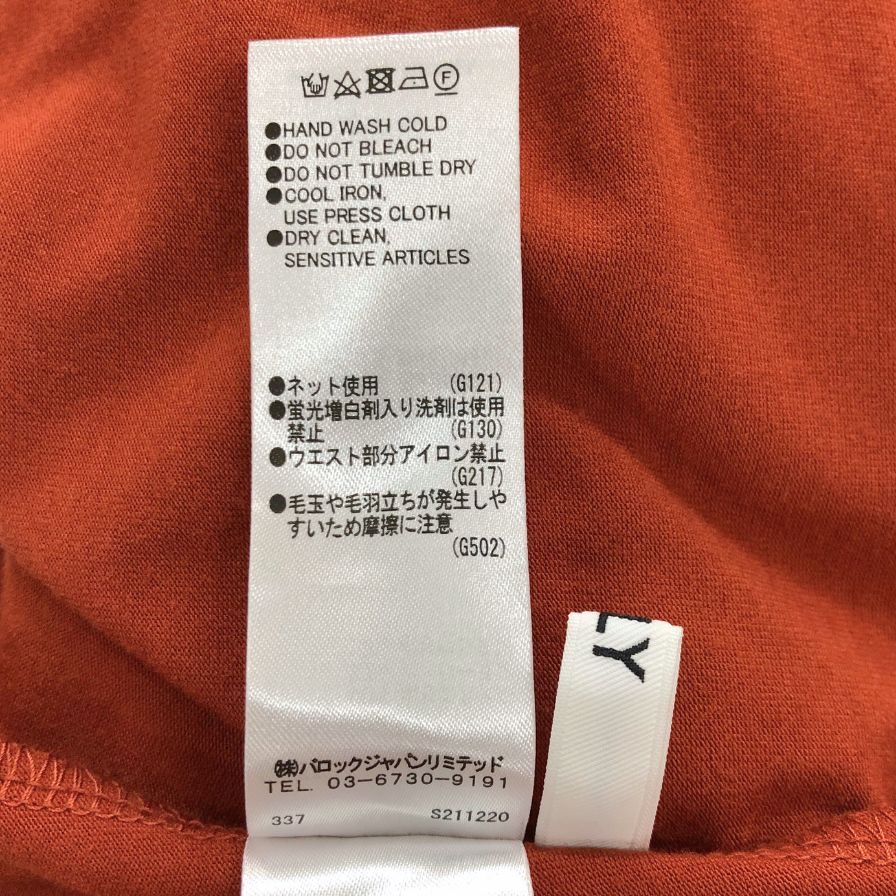 F
●HAND WASH COLD
●DO NOT BLEACH
●DO NOT TUMBLE DRY
●COOL IRON,
USE PRESS CLOTH
●DRY CLEAN,
SENSITIVE ARTICLES
●ネット使用 (G121)
●蛍光増白剤入り洗剤は使用
禁止 (G130)
●ウエスト部分アイロン禁止
(G217)
●毛玉や毛羽立ちが発生しや
すいため摩擦に注意
(G502)
LY
㈱バロックジャパンリミテッド
TEL. 03-6730-9191
337 S211220